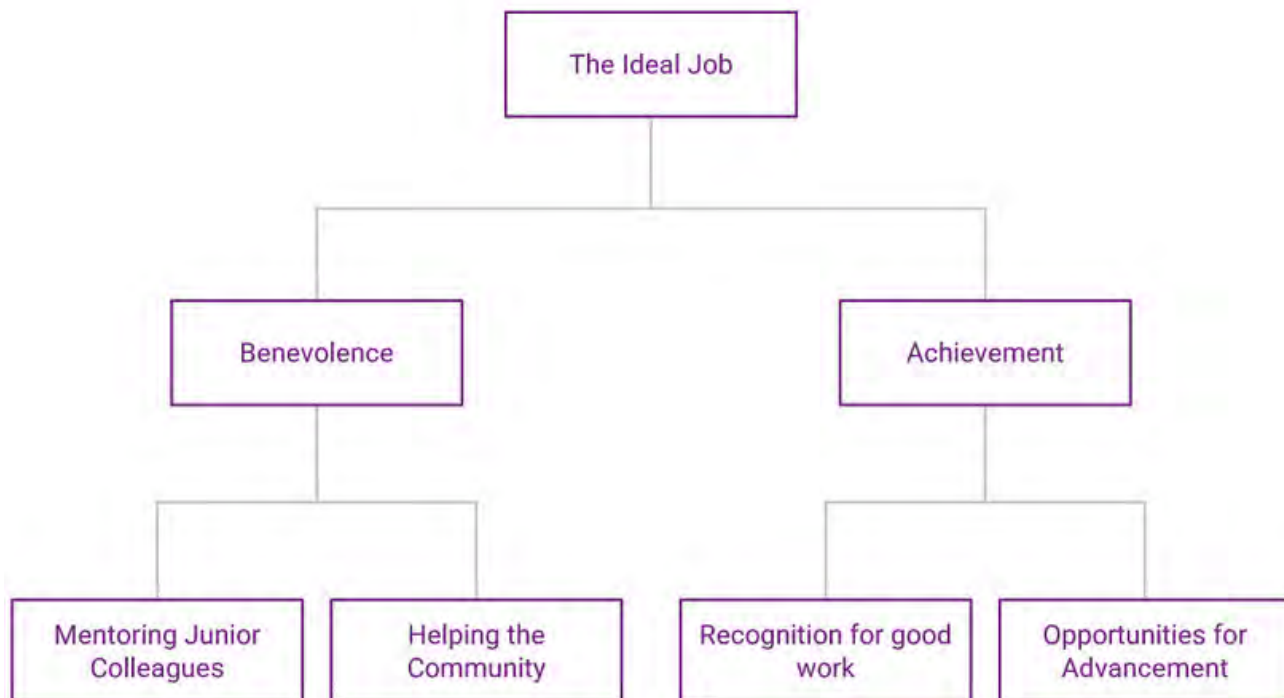 The Ideal Job
Benevolence
Achievement
Mentoring Junior
Colleagues
Helping the
Community
Recognition for good
work
Opportunities for
Advancement